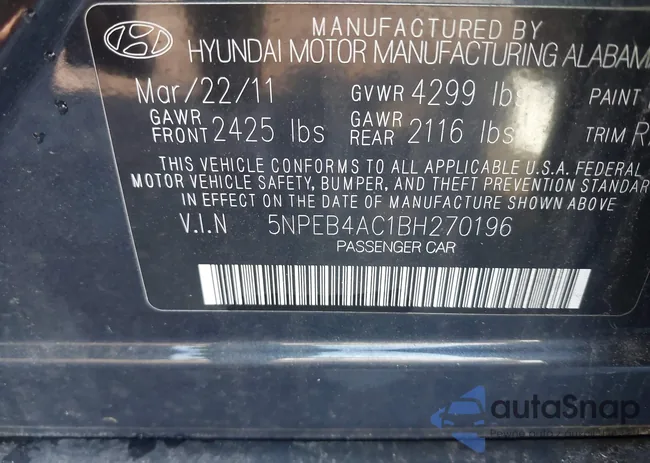 MANUFACTURED BY
HYUNDAI MOTOR MANUFACTURING ALABAMA
Mar/22/11 GVWR 4299 lbs PAINT
GAWR FRONT 2425 lbs GAWR REAR 2116 lbs TRIM
THIS VEHICLE CONFORMS TO ALL APPLICABLE U.S.A. FEDERAL
MOTOR VEHICLE SAFETY, BUMPER, AND THEFT PREVENTION STANDAR
IN EFFECT ON THE DATE OF MANUFACTURE SHOWN ABOVE.
V.I.N 5NPEB4AC1BH270196
PASSENGER CAR
autoSnap